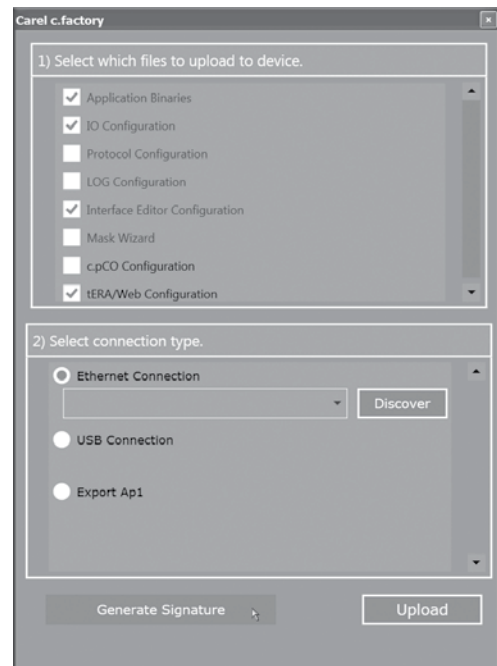 Carel c.factory
1) Select which files to upload to device.
Application Binaries
IO Configuration
Protocol Configuration
LOG Configuration
Interface Editor Configuration
Mask Wizard
c.pCO Configuration
tERA/Web Configuration
2) Select connection type.
Ethernet Connection
Discover
USB Connection
Export Ap1
Generate Signature
Upload